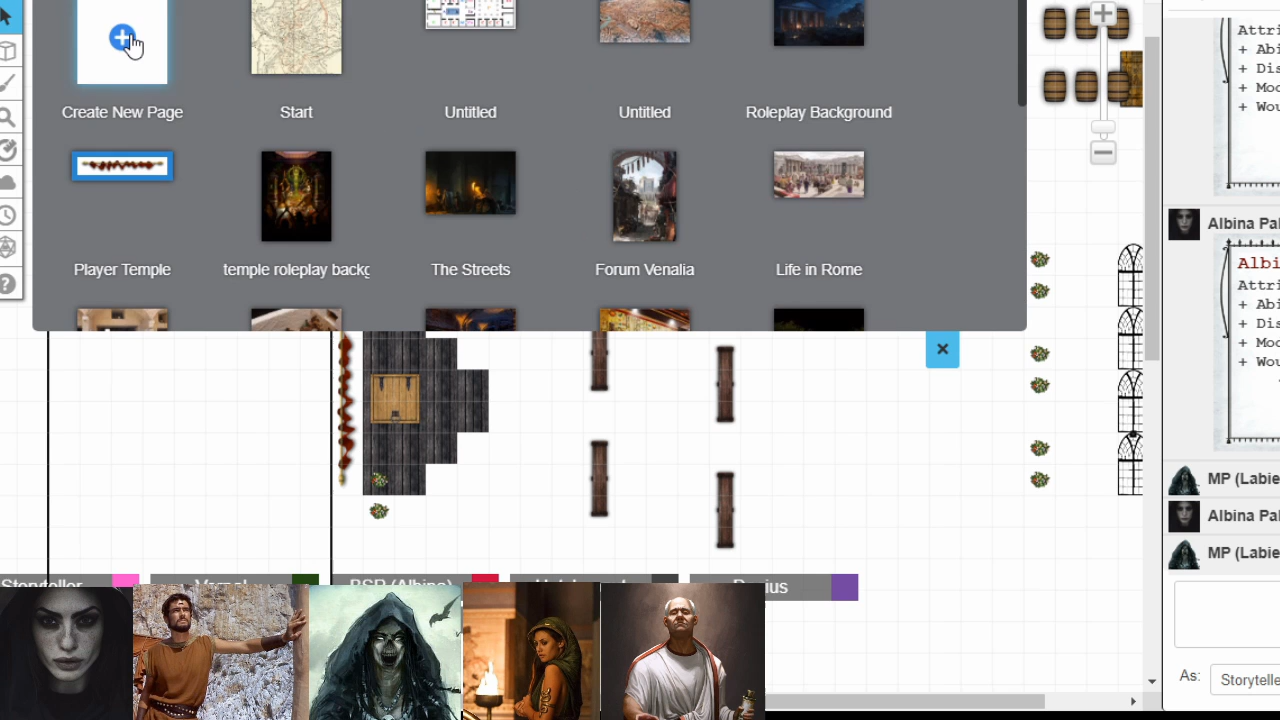 Create New Page
Start
Untitled
Untitled
Roleplay Background
Player Temple
temple roleplay backg
The Streets
Forum Venalia
Life in Rome
Attri
+ Abi
+ Dis
+ Moc
+ Wou
Albina Pal
Albi
Attri
+ Abi
+ Dis
+ Moc
+ Wou
MP (Labie
Albina Pal
MP (Labie
As:
Storytelle
Storyteller
BSP (Albina)